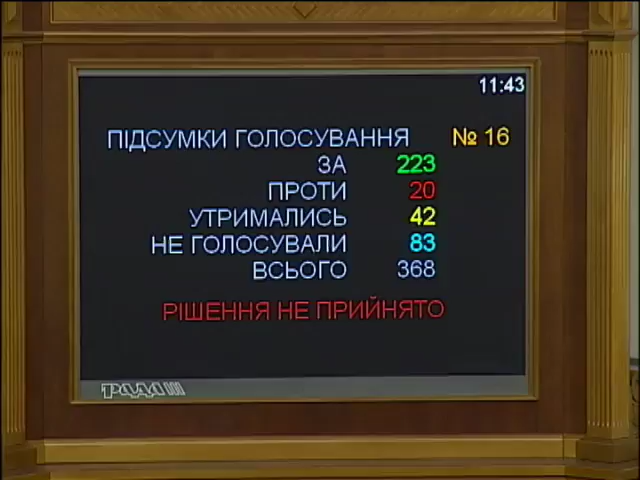 11:43
ПІДСУМКИ ГОЛОСУВАННЯ № 16
ЗА 223
ПРОТИ 20
УТРИМАЛИСЬ 42
НЕ ГОЛОСУВАЛИ 83
ВСЬОГО 368
РІШЕННЯ НЕ ПРИЙНЯТО
РАДА